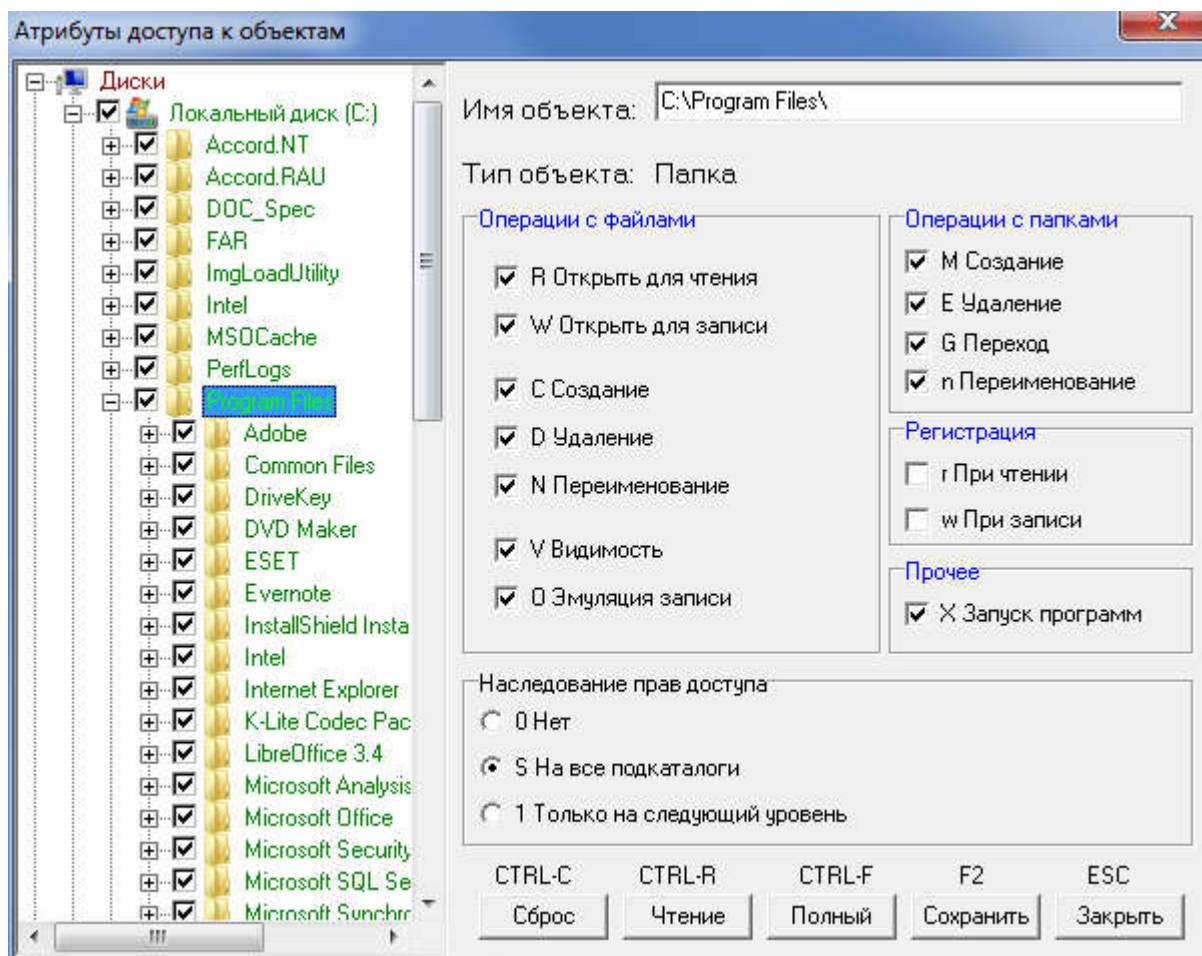 Атрибуты доступа к объектам
Диски
Локальный диск (C:)
Accord.NT
Accord.RAU
DOC_Spec
FAR
ImgLoadUtility
Intel
MSOCache
PerfLogs
Program Files
Adobe
Common Files
DriveKey
DVD Maker
ESET
Evernote
InstallShield Insta
Intel
Internet Explorer
K-Lite Codec Pac
LibreOffice 3.4
Microsoft Analysis
Microsoft Office
Microsoft Security
Microsoft SQL Se
Microsoft Synchrc
Имя объекта: C:\Program Files\
Тип объекта: Папка
Операции с файлами
R Открыть для чтения
W Открыть для записи
C Создание
D Удаление
N Переименование
V Видимость
O Эмуляция записи
Операции с папками
M Создание
E Удаление
G Переход
n Переименование
Регистрация
r При чтении
w При записи
Прочее
X Запуск программ
Наследование прав доступа
0 Нет
S На все подкаталоги
1 Только на следующий уровень
CTRL-C CTRL-R CTRL-F F2 ESC
Сброс Чтение Полный Сохранить Закрыть